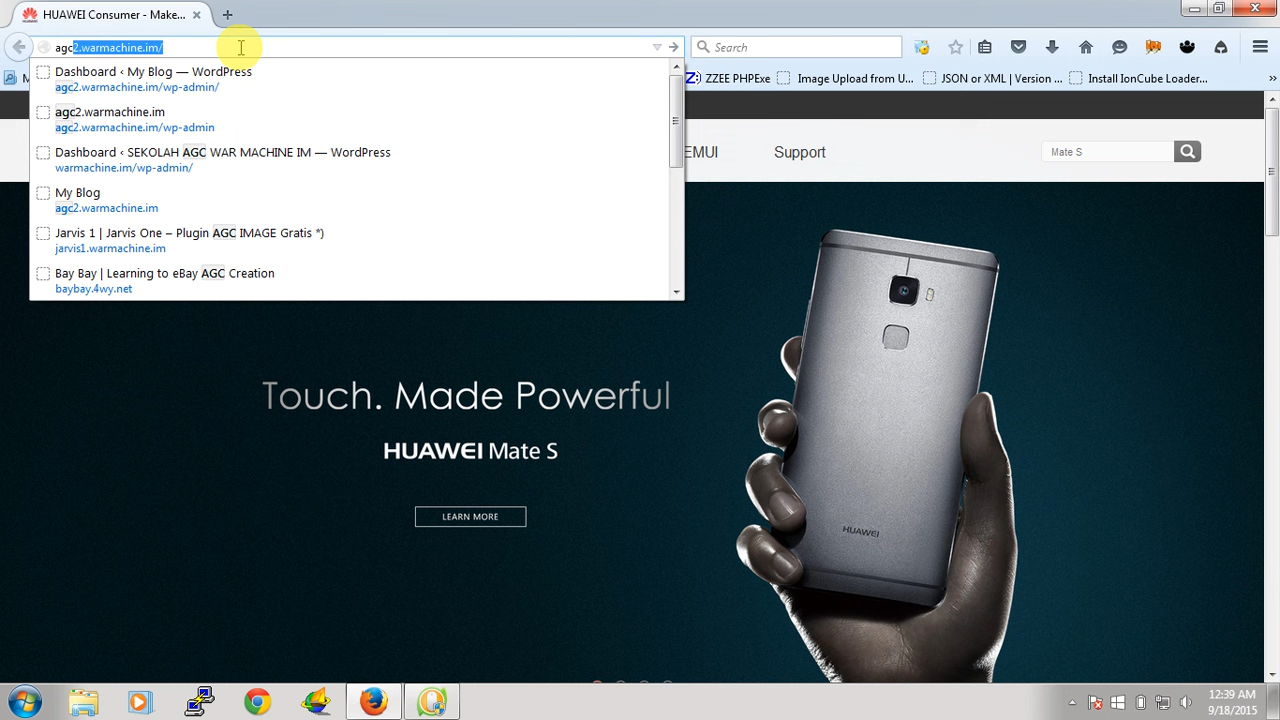 HUAWEI Consumer - Make...
agc2.warmachine.im/
Search
Dashboard ‹ My Blog — WordPress
agc2.warmachine.im/wp-admin/
agc2.warmachine.im
agc2.warmachine.im/wp-admin
Dashboard ‹ SEKOLAH AGC WAR MACHINE IM — WordPress
warmachine.im/wp-admin/
My Blog
agc2.warmachine.im
Jarvis 1 | Jarvis One – Plugin AGC IMAGE Gratis *)
jarvis1.warmachine.im
Bay Bay | Learning to eBay AGC Creation
baybay.4wy.net
M
ZZEE PHPExe
Image Upload from U...
JSON or XML | Version ...
Install IonCube Loader...
»
EMUI
Support
Mate S
Touch. Made Powerful
HUAWEI Mate S
LEARN MORE
HUAWEI
12:39 AM
9/18/2015